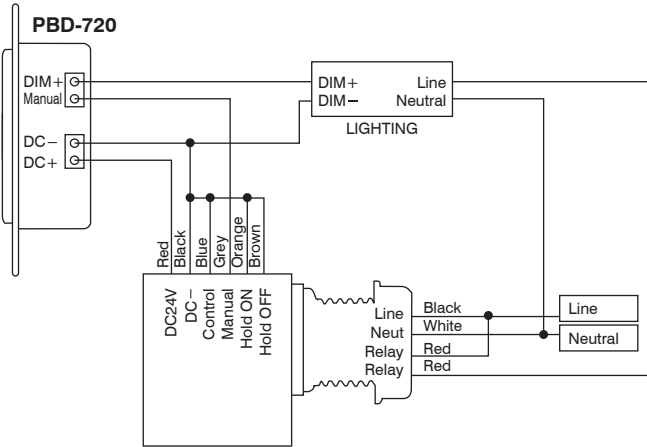 PBD-720
DIM+
Manual
DC−
DC+
DIM+ Line
DIM− Neutral
LIGHTING
Red
Black
Blue
Grey
Orange
Brown
DC24V
DC−
Control
Manual
Hold ON
Hold OFF
Line Black
Neut White
Relay Red
Relay Red
Line
Neutral